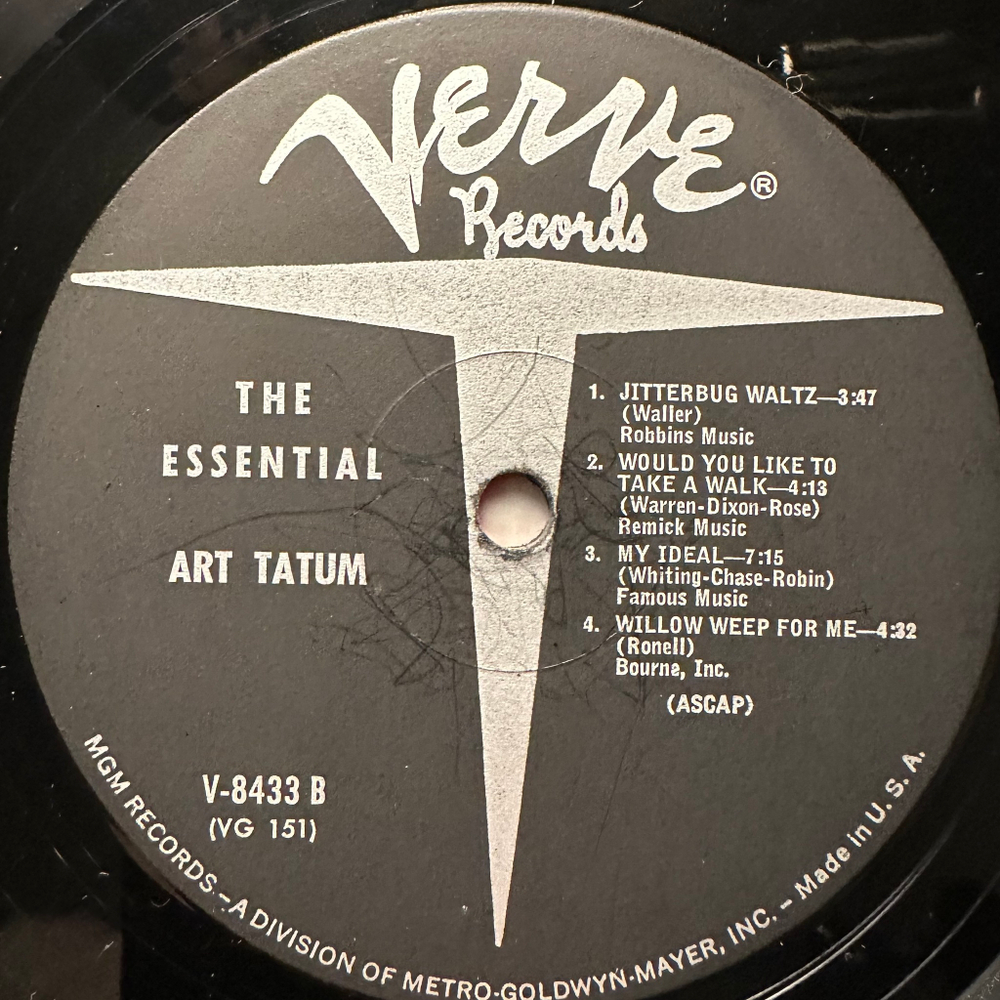 Verve ®
Records
THE
ESSENTIAL
ART TATUM
1. JITTERBUG WALTZ—3:47
(Waller)
Robbins Music
2. WOULD YOU LIKE TO
TAKE A WALK—4:13
(Warren-Dixon-Rose)
Remick Music
3. MY IDEAL—7:15
(Whiting-Chase-Robin)
Famous Music
4. WILLOW WEEP FOR ME—4:32
(Ronell)
Bourne, Inc.
(ASCAP)
V-8433 B
(VG 151)
MGM RECORDS – A DIVISION OF METRO-GOLDWYN-MAYER, INC. – Made in U. S. A.